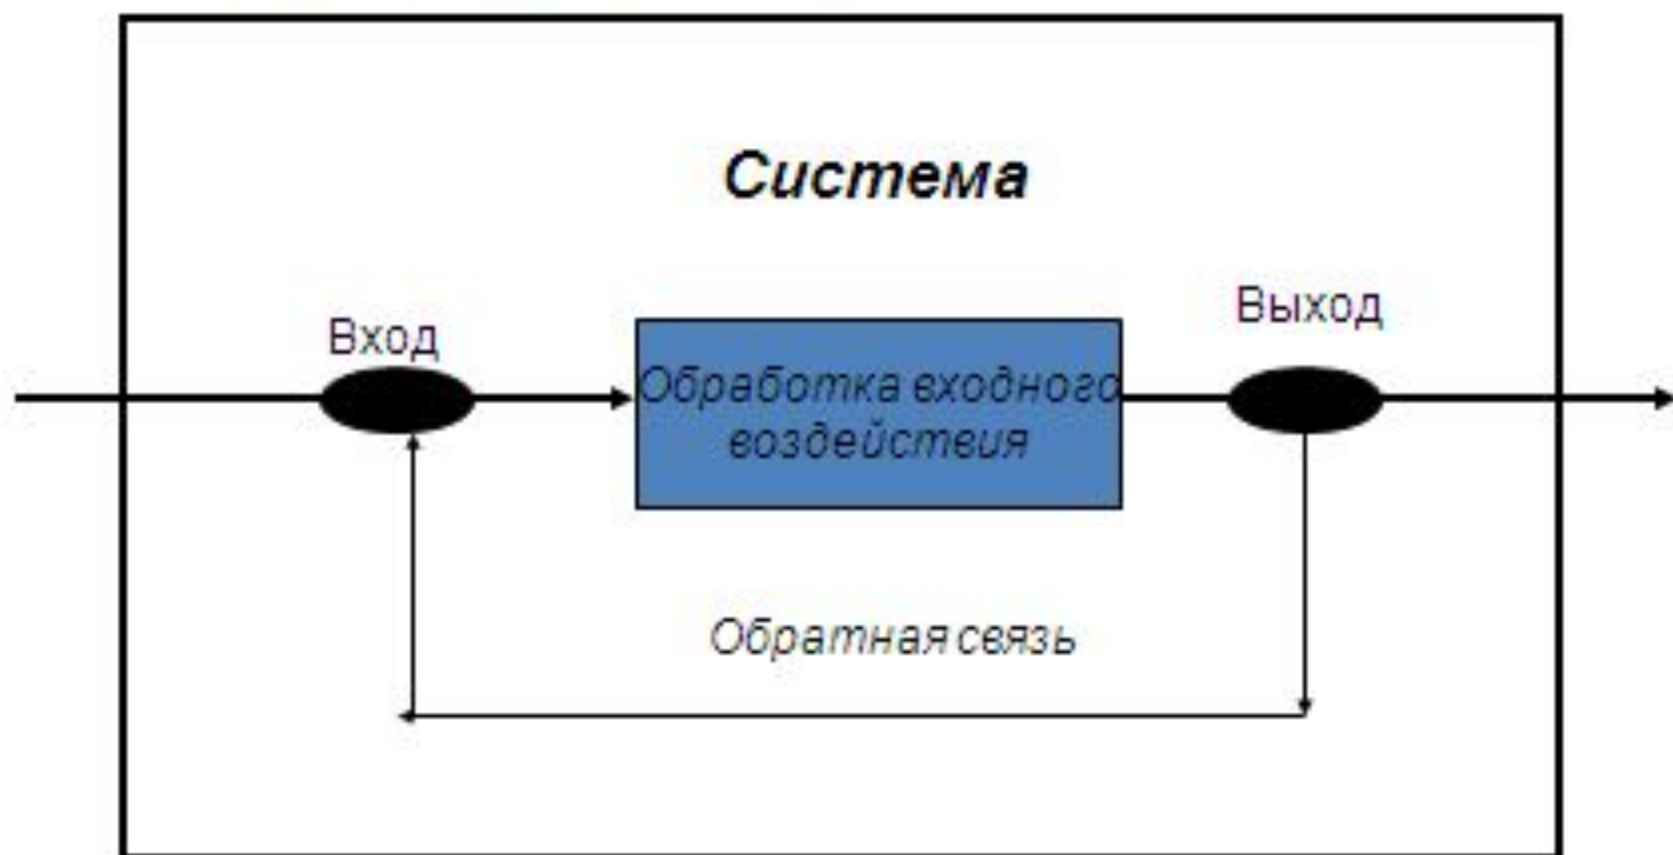 Система
Вход
Выход
Обработка входного
воздействия
Обратная связь